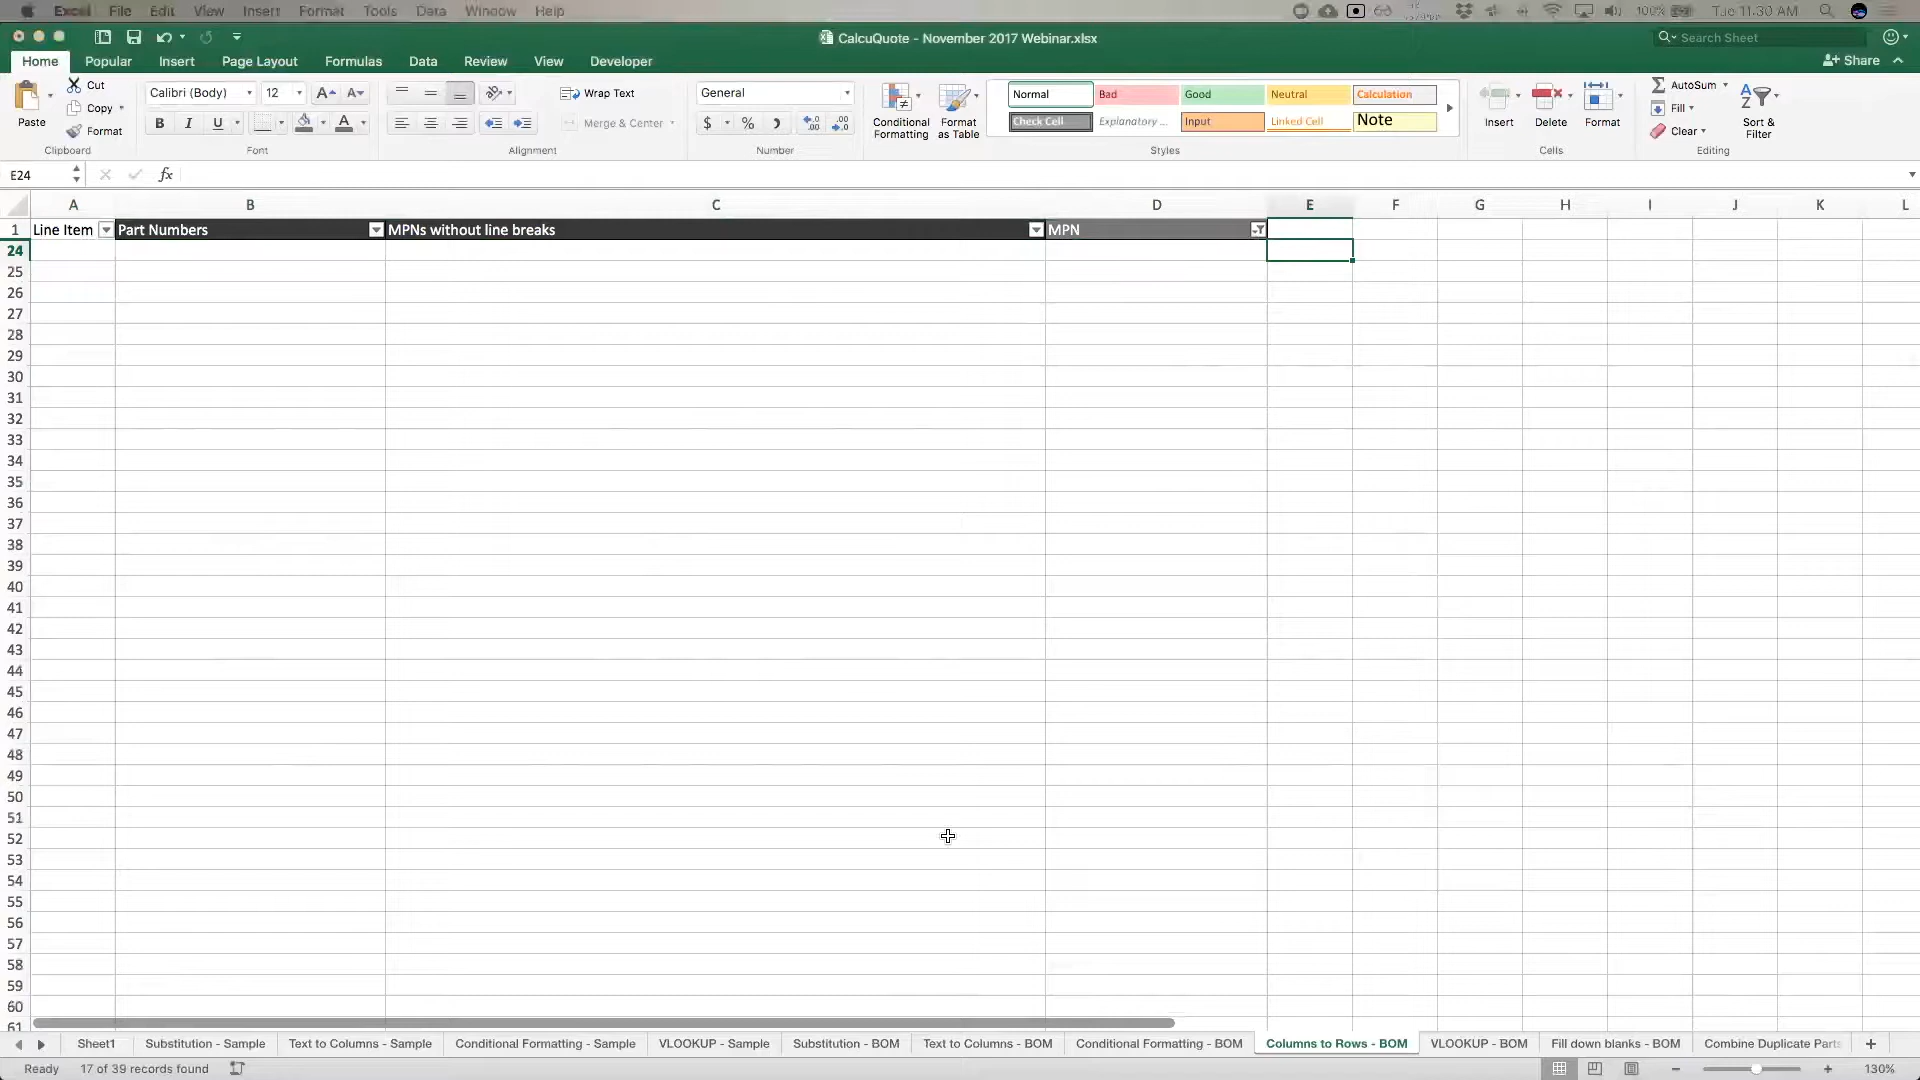 Excel File Edit View Insert Format Tools Data Window Help 100% Tue 11:30 AM
CalcuQuote - November 2017 Webinar.xlsx Search Sheet
Home Popular Insert Page Layout Formulas Data Review View Developer Share
Paste Cut Copy Format Clipboard
Calibri (Body) 12 A A B I U A Font
Wrap Text Merge & Center Alignment
General $ % Number
Conditional Formatting Format as Table
Normal Bad Good Neutral Calculation
Check Cell Explanatory ... Input Linked Cell Note
Styles
Insert Delete Format Cells
AutoSum Fill Clear Sort & Filter Editing
E24 fx
A B C D E F G H I J K L
1 Line Item Part Numbers MPNs without line breaks MPN
24
25
26
27
28
29
30
31
32
33
34
35
36
37
38
39
40
41
42
43
44
45
46
47
48
49
50
51
52
53
54
55
56
57
58
59
60
61
Sheet1 Substitution - Sample Text to Columns - Sample Conditional Formatting - Sample VLOOKUP - Sample Substitution - BOM Text to Columns - BOM Conditional Formatting - BOM Columns to Rows - BOM VLOOKUP - BOM Fill down blanks - BOM Combine Duplicate Parts
Ready 17 of 39 records found 130%